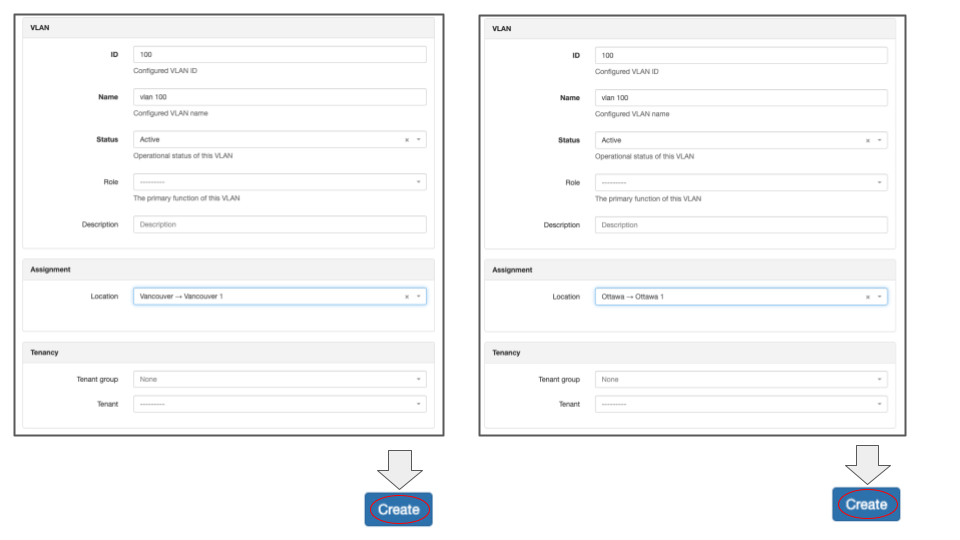 VLAN
ID
100
Configured VLAN ID
Name
vlan 100
Configured VLAN name
Status
Active
× 
Operational status of this VLAN
Role
---------
The primary function of this VLAN
Description
Description
Assignment
Location
Vancouver → Vancouver 1
×
Tenancy
Tenant group
None
Tenant
---------
Create
VLAN
ID
100
Configured VLAN ID
Name
vlan 100
Configured VLAN name
Status
Active
×
Operational status of this VLAN
Role
---------
The primary function of this VLAN
Description
Description
Assignment
Location
Ottawa → Ottawa 1
×
Tenancy
Tenant group
None
Tenant
---------
Create